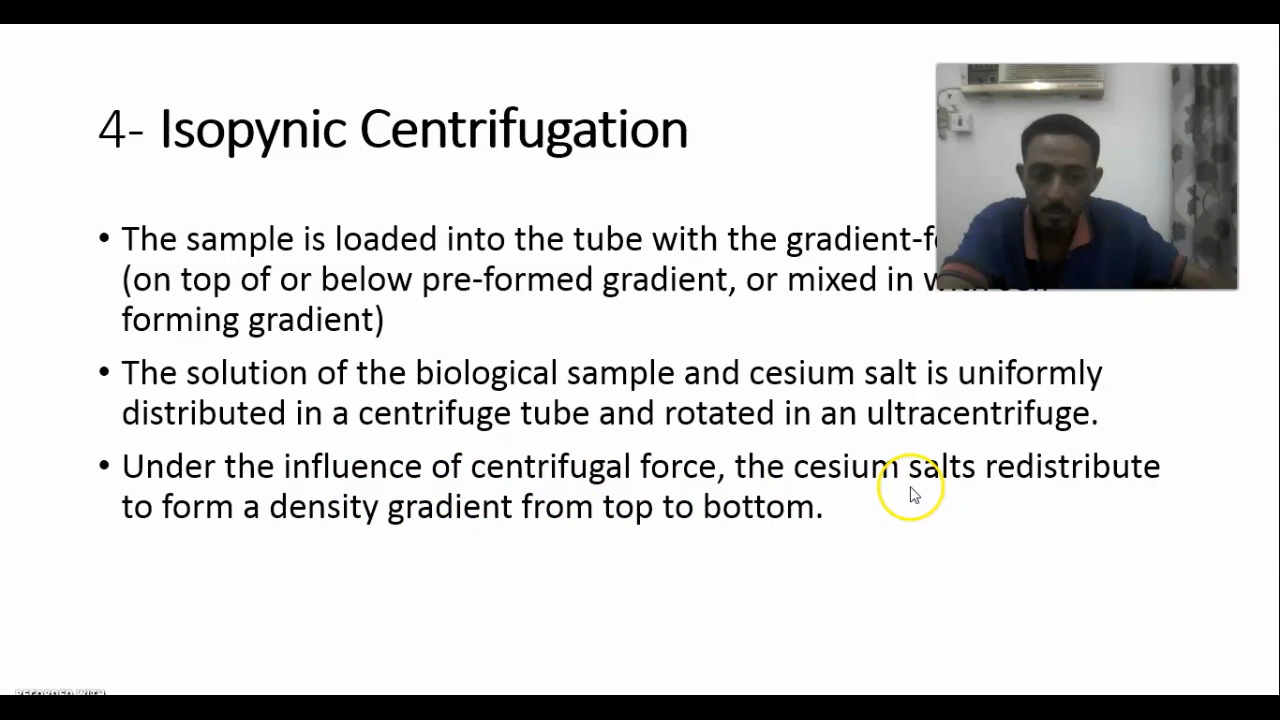 4- Isopynic Centrifugation
• The sample is loaded into the tube with the
(on top of or below pre-formed gradient, or mixed in with
forming gradient)
• The solution of the biological sample and cesium salt is uniformly
distributed in a centrifuge tube and rotated in an ultracentrifuge.
• Under the influence of centrifugal force, the cesium salts redistribute
to form a density gradient from top to bottom.
RECORDED WITH